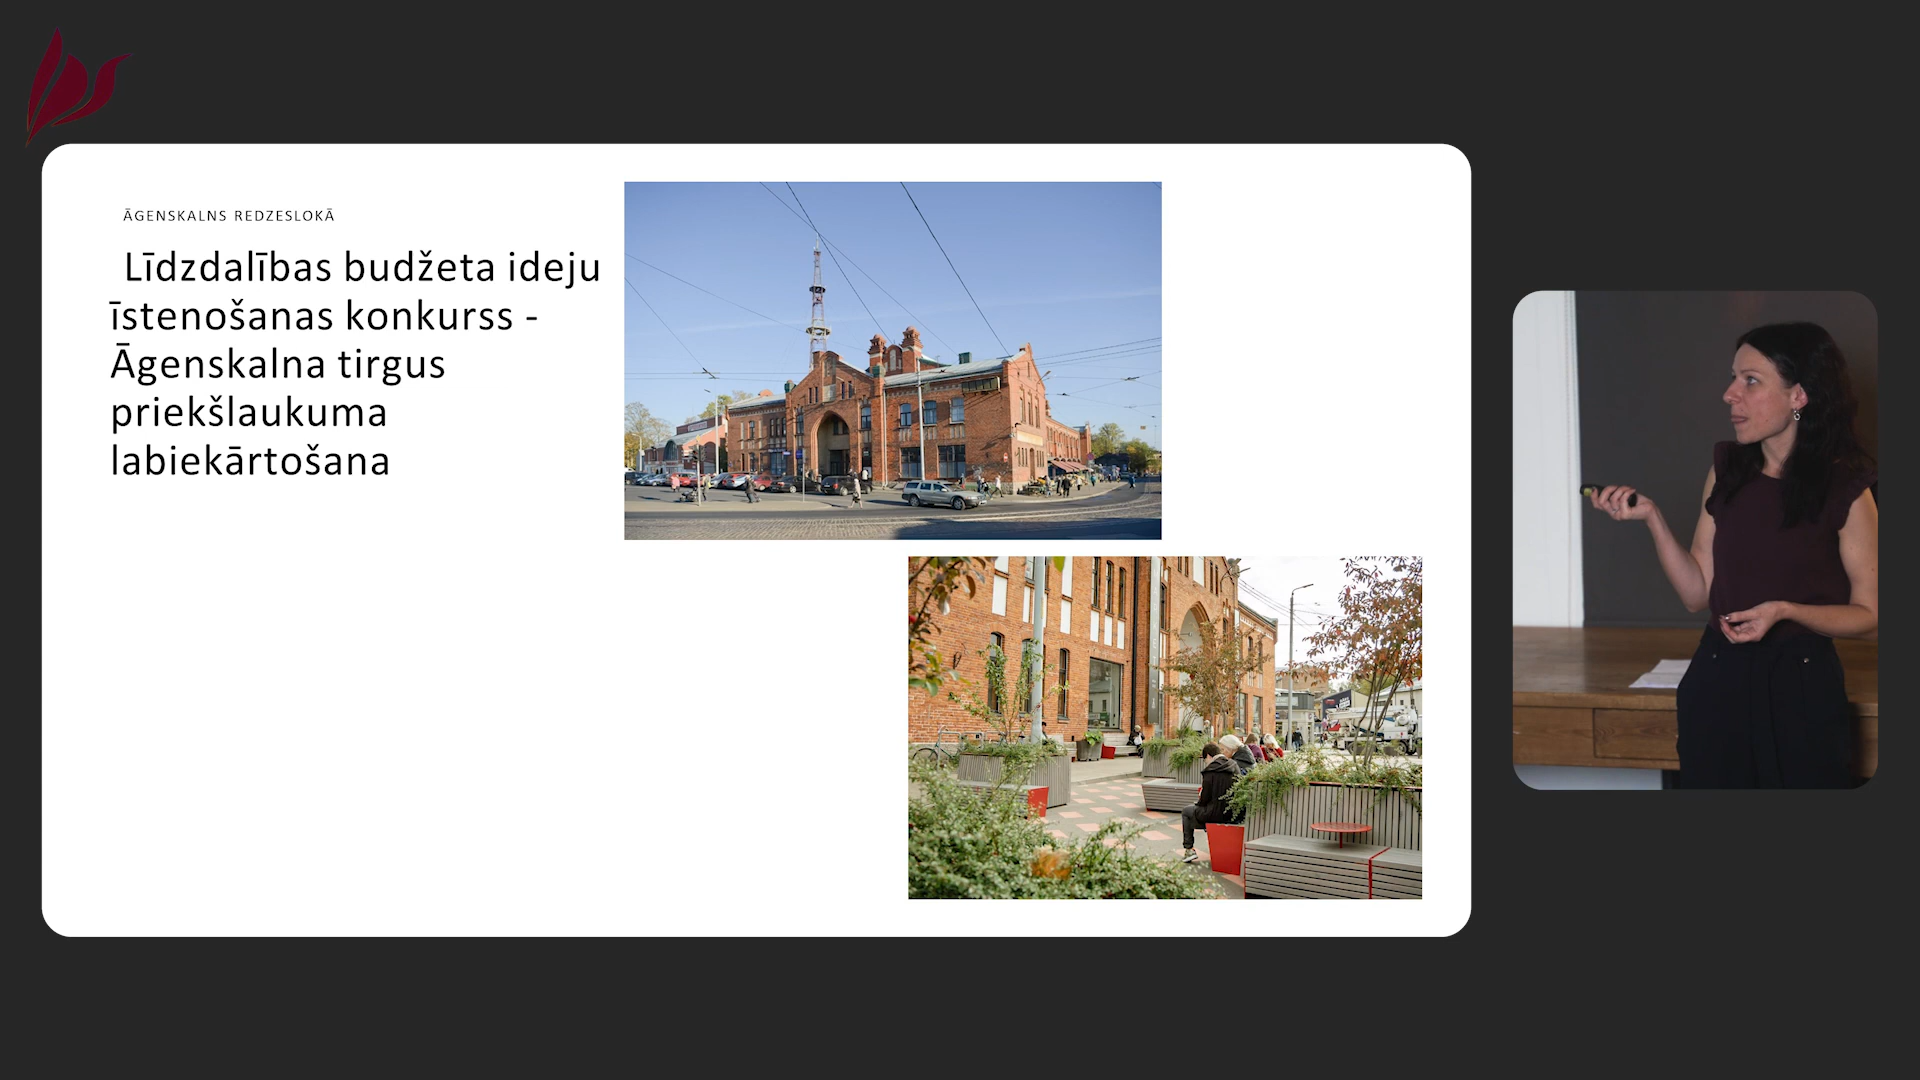 ĀGENSKALNS REDZESLOKĀ
Līdzdalības budžeta ideju
īstenošanas konkurss -
Āgenskalna tirgus
priekšlaukuma
labiekārtošana